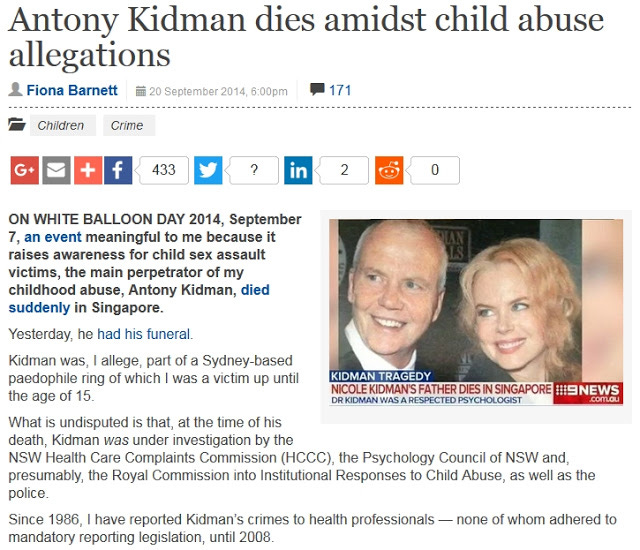 Antony Kidman dies amidst child abuse
allegations
Fiona Barnett 20 September 2014, 6:00pm 171
Children Crime
G+ f 433 ? in 2 0
ON WHITE BALLOON DAY 2014, September
7, an event meaningful to me because it
raises awareness for child sex assault
victims, the main perpetrator of my
childhood abuse, Antony Kidman, died
suddenly in Singapore.
KIDMAN TRAGEDY
NICOLE KIDMAN'S FATHER DIES IN SINGAPORE
DR KIDMAN WAS A RESPECTED PSYCHOLOGIST
9NEWS
.com.au
Yesterday, he had his funeral.
Kidman was, I allege, part of a Sydney-based
paedophile ring of which I was a victim up until
the age of 15.
What is undisputed is that, at the time of his
death, Kidman was under investigation by the
NSW Health Care Complaints Commission (HCCC), the Psychology Council of NSW and,
presumably, the Royal Commission into Institutional Responses to Child Abuse, as well as the
police.
Since 1986, I have reported Kidman's crimes to health professionals — none of whom adhered to
mandatory reporting legislation, until 2008.